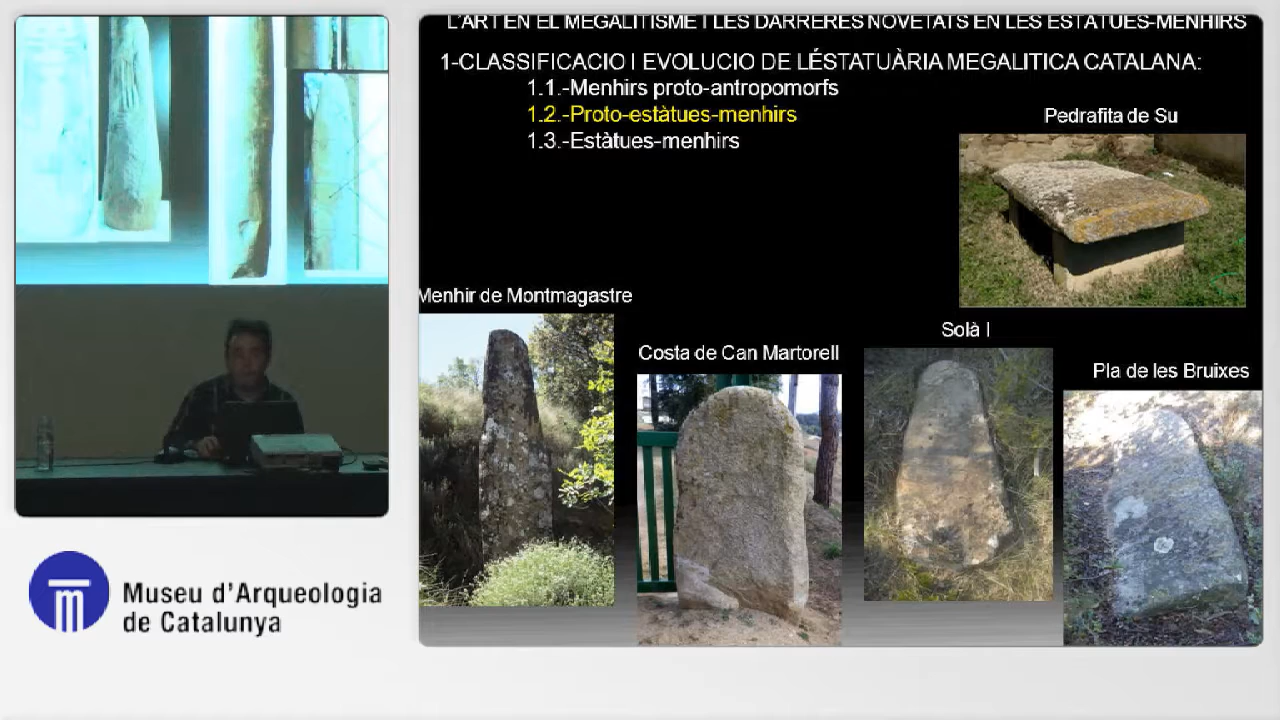 L'ART EN EL MEGALITISME I LES DARRERES NOVETATS EN LES ESTATUES-MENHIRS
1-CLASSIFICACIO I EVOLUCIO DE LÉSTATUÀRIA MEGALITICA CATALANA:
1.1.-Menhirs proto-antropomorfs
1.2.-Proto-estàtues-menhirs
1.3.-Estàtues-menhirs
Pedrafita de Su
Menhir de Montmagastre
Costa de Can Martorell
Solà I
Pla de les Bruixes
m
Museu d'Arqueologia
de Catalunya